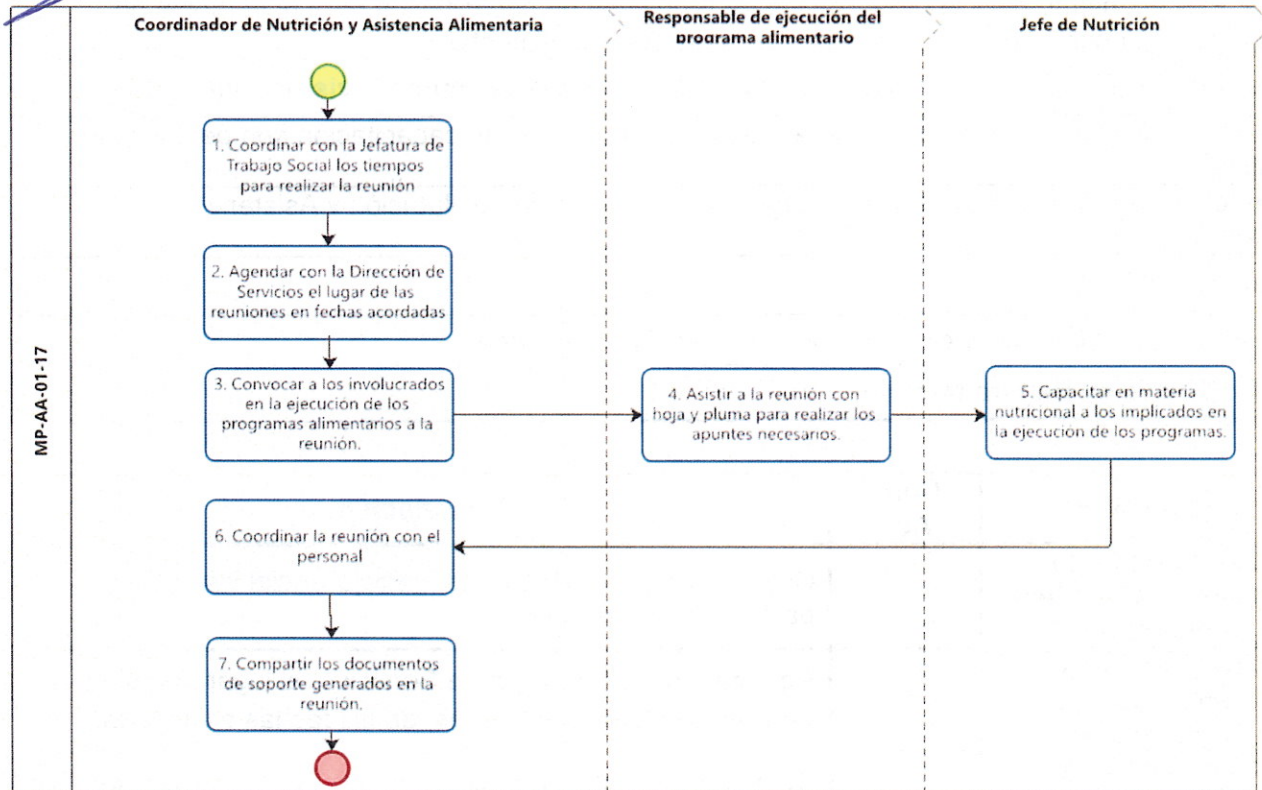 Coordinador de Nutrición y Asistencia Alimentaria
Responsable de ejecución del
programa alimentario
Jefe de Nutrición
MP-AA-01-17
1. Coordinar con la Jefatura de
Trabajo Social los tiempos
para realizar la reunión
2. Agendar con la Dirección de
Servicios el lugar de las
reuniones en fechas acordadas
3. Convocar a los involucrados
en la ejecución de los
programas alimentarios a la
reunión.
4. Asistir a la reunión con
hoja y pluma para realizar los
apuntes necesarios.
5. Capacitar en materia
nutricional a los implicados en
la ejecución de los programas.
6. Coordinar la reunión con el
personal
7. Compartir los documentos
de soporte generados en la
reunión.